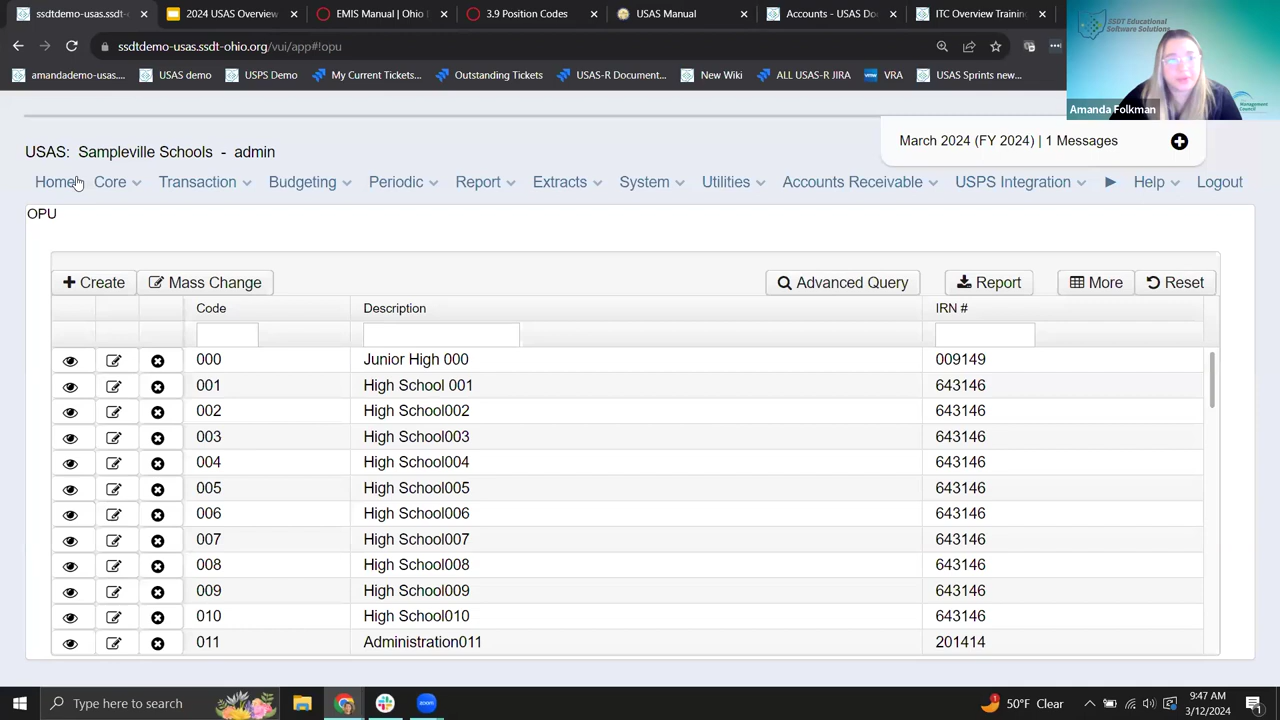 ssdtdemo-usas.ssdt-
2024 USAS Overview
EMIS Manual | Ohio
3.9 Position Codes
USAS Manual
Accounts - USAS Do
ITC Overview Training
ssdtdemo-usas.ssdt-ohio.org/vui/app#!opu
amandademo-usas....
USAS demo
USPS Demo
My Current Tickets...
Outstanding Tickets
USAS-R Document...
New Wiki
ALL USAS-R JIRA
VRA
USAS Sprints new...
SSDT Educational
Software Solutions
Amanda Folkman
Management
Council
USAS: Sampleville Schools - admin
March 2024 (FY 2024) | 1 Messages
Home Core Transaction Budgeting Periodic Report Extracts System Utilities Accounts Receivable USPS Integration Help Logout
OPU
Create Mass Change Advanced Query Report More Reset
Code Description IRN #
000 Junior High 000 009149
001 High School 001 643146
002 High School002 643146
003 High School003 643146
004 High School004 643146
005 High School005 643146
006 High School006 643146
007 High School007 643146
008 High School008 643146
009 High School009 643146
010 High School010 643146
011 Administration011 201414
Type here to search
zoom
50°F Clear
9:47 AM
3/12/2024
1